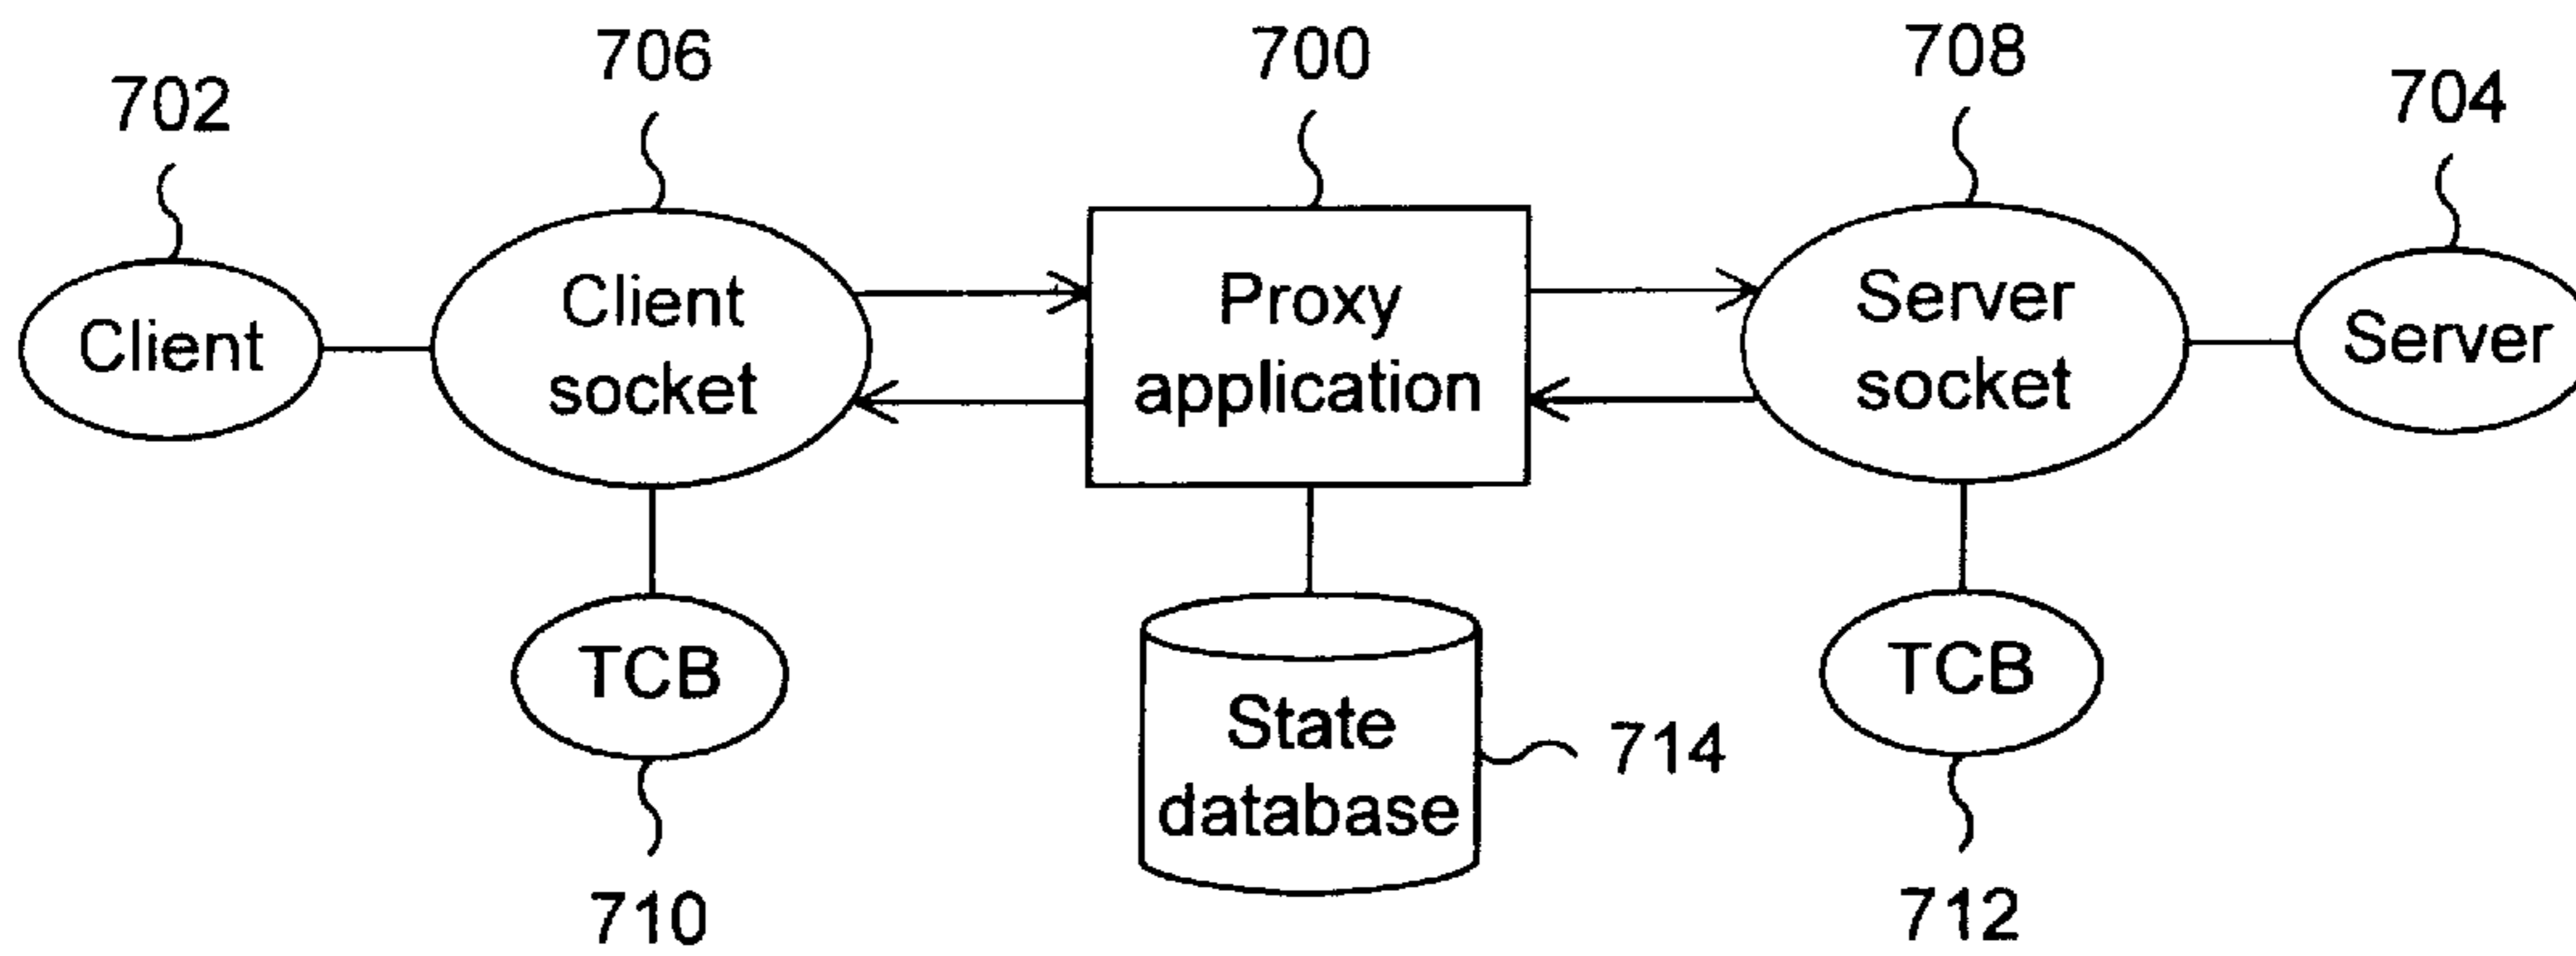 702
706
700
708
704
Client
Client
socket
Proxy
application
Server
socket
Server
TCB
State
database
714
TCB
710
712